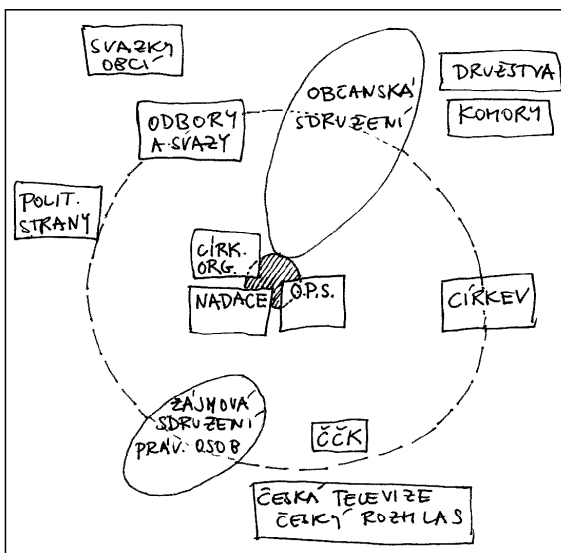 SVAZKY
OBCÍ
OBČANSKÁ
SDRUŽENÍ
DRUŽSTVA
KOMORY
ODBORY
A SVAZY
POLIT.
STRANY
CÍRK.
ORG.
NADACE
O.P.S.
CÍRKEV
ZÁJMOVÁ
SDRUŽENÍ
PRÁV. OSOB
ČČK
ČESKÁ TELEVIZE
ČESKÝ ROZHLAS